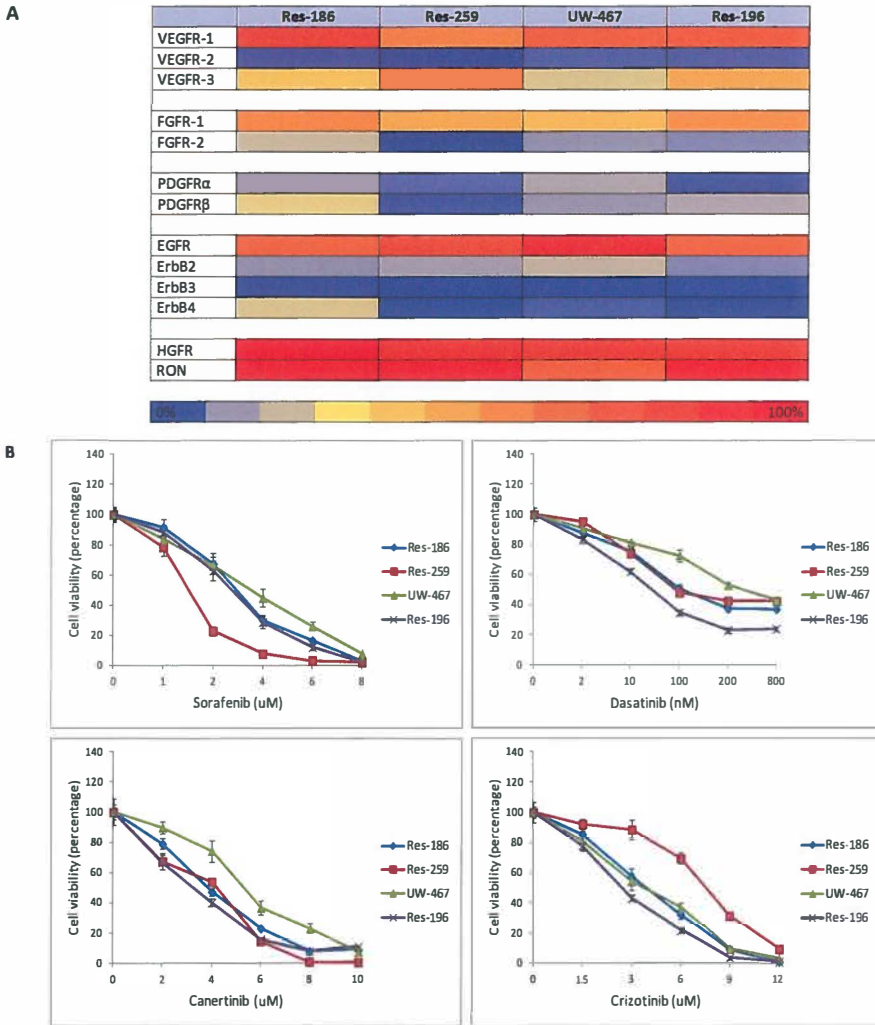 A
Res-186 Res-259 UW-467 Res-196
VEGFR-1
VEGFR-2
VEGFR-3
FGFR-1
FGFR-2
PDGFRα
PDGFRβ
EGFR
ErbB2
ErbB3
ErbB4
HGFR
RON
0% 100%
B
Cell viability (percentage)
140
120
100
80
60
40
20
0
0 1 2 4 6 8
Sorafenib (uM)
Res-186
Res-259
UW-467
Res-196
Cell viability (percentage)
140
120
100
80
60
40
20
0
0 2 10 100 200 800
Dasatinib (nM)
Res-186
Res-259
UW-467
Res-196
Cell viability (percentage)
140
120
100
80
60
40
20
0
0 2 4 6 8 10
Canertinib (uM)
Res-186
Res-259
UW-467
Res-196
Cell viability (percentage)
140
120
100
80
60
40
20
0
0 1.5 3 6 9 12
Crizotinib (uM)
Res-186
Res-259
UW-467
Res-196